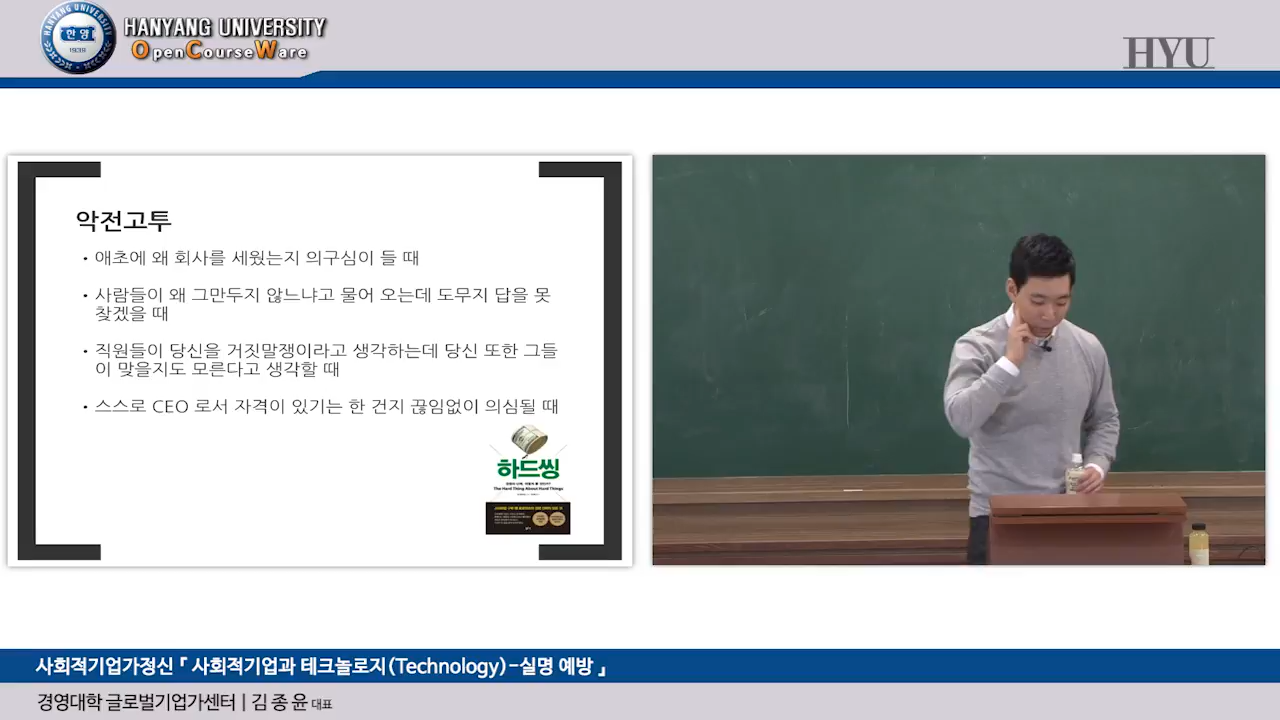 HANYANG UNIVERSITY
OpenCourseWare
HANYANG UNIVERSITY
한양
1939
HYU
악전고투
• 애초에 왜 회사를 세웠는지 의구심이 들 때
• 사람들이 왜 그만두지 않느냐고 물어 오는데 도무지 답을 못
찾겠을 때
• 직원들이 당신을 거짓말쟁이라고 생각하는데 당신 또한 그들
이 맞을지도 모른다고 생각할 때
• 스스로 CEO 로서 자격이 있기는 한 건지 끊임없이 의심될 때
하드씽
The Hard Thing About Hard Things
사회적기업가정신 『 사회적기업과 테크놀로지(Technology)-실명 예방 』
경영대학 글로벌기업가센터 | 김 종 윤 대표